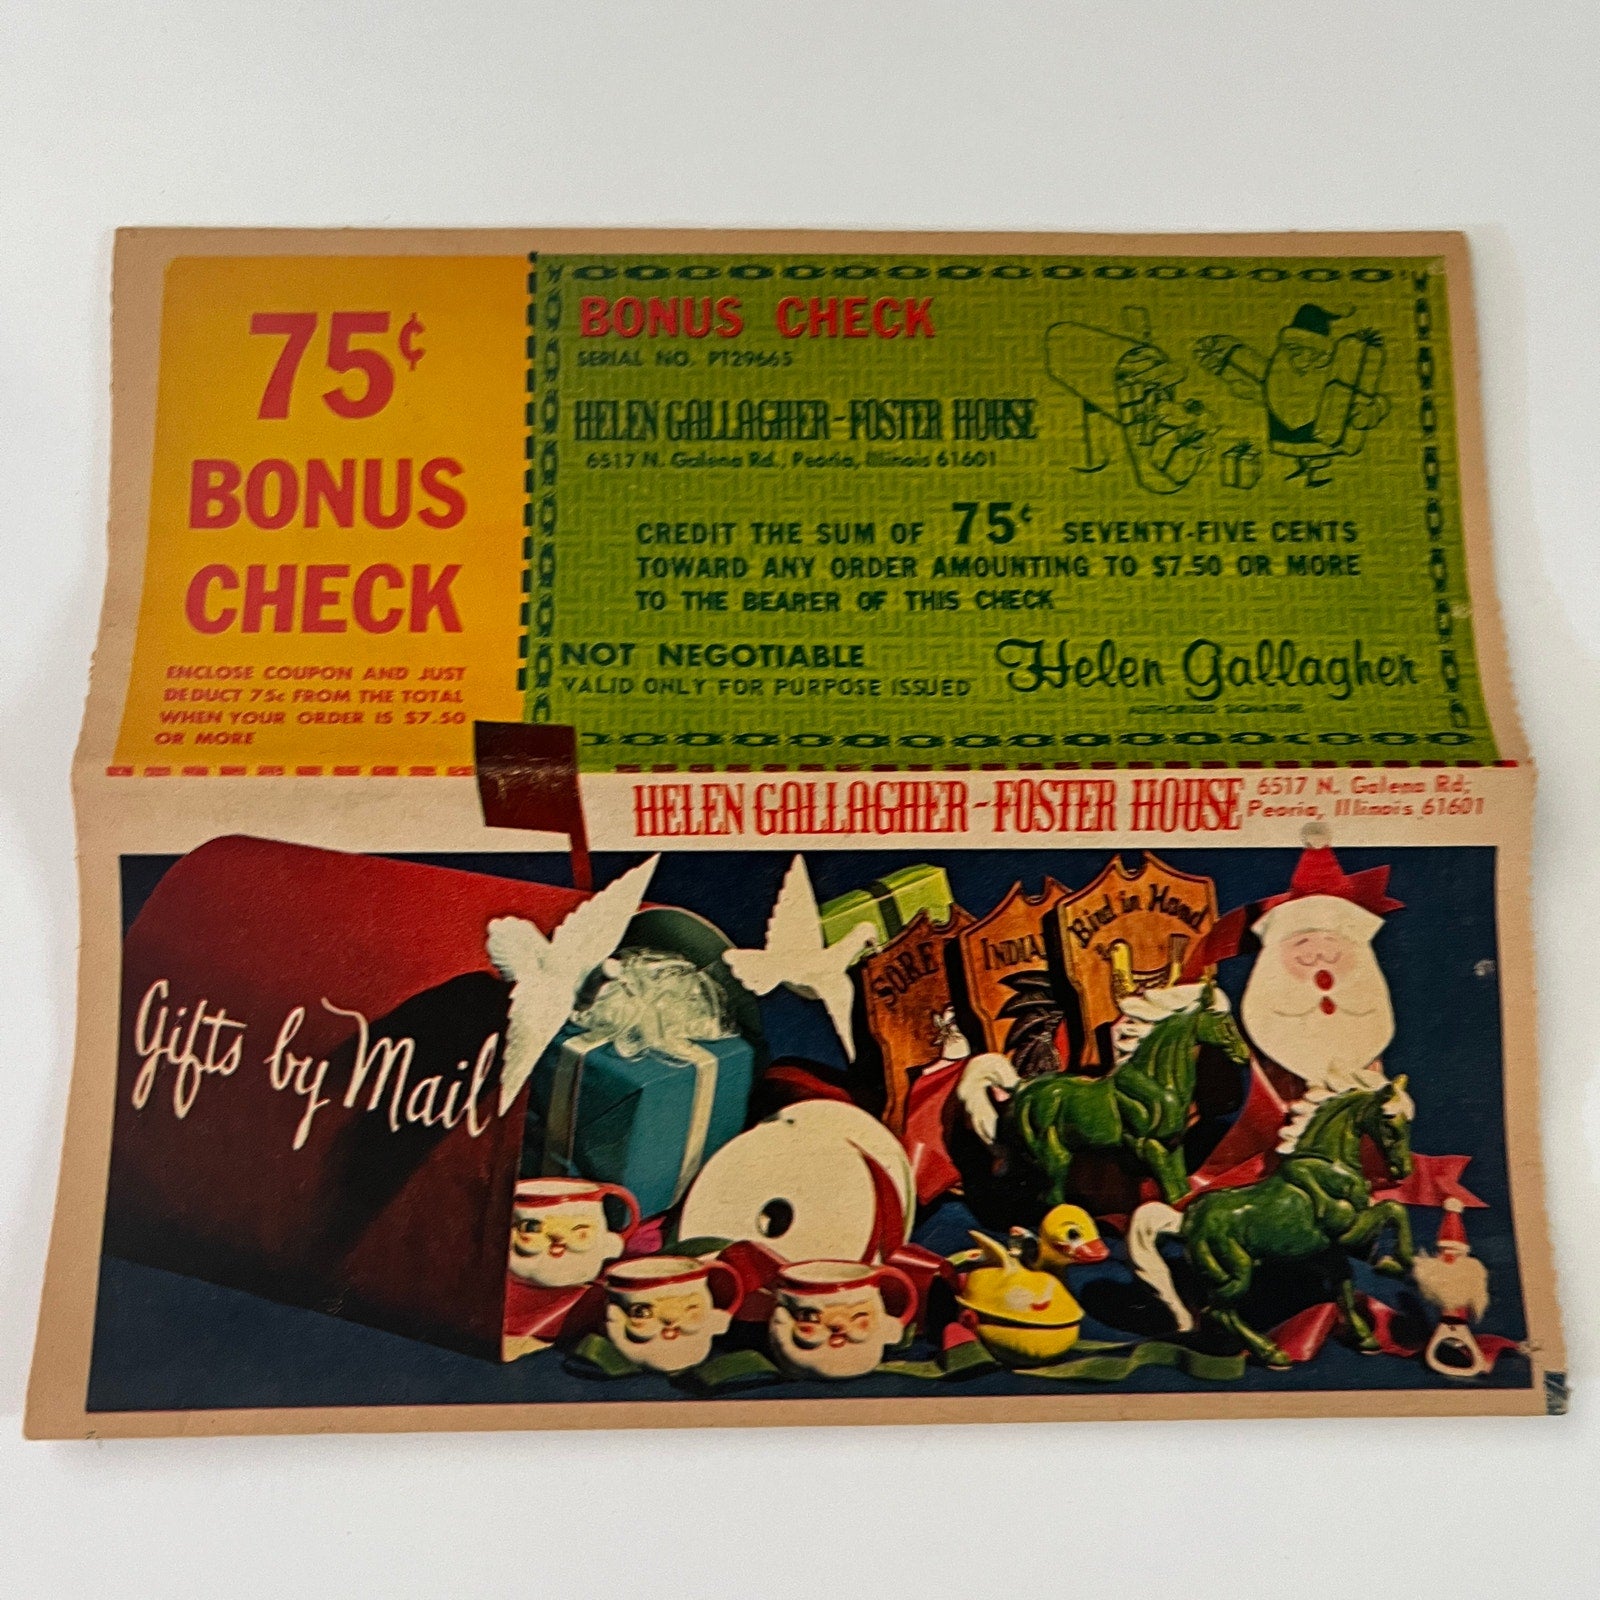 75¢
BONUS
CHECK
ENCLOSE COUPON AND JUST
DEDUCT 75¢ FROM THE TOTAL
WHEN YOUR ORDER IS $7.50
OR MORE
BONUS CHECK
SERIAL NO. PT29665
HELEN GALLAGHER-FOSTER HOUSE
6517 N. Galena Rd., Peoria, Illinois 61601
CREDIT THE SUM OF 75¢ SEVENTY-FIVE CENTS
TOWARD ANY ORDER AMOUNTING TO $7.50 OR MORE
TO THE BEARER OF THIS CHECK
NOT NEGOTIABLE
VALID ONLY FOR PURPOSE ISSUED
Helen Gallagher
AUTHORIZED SIGNATURE
HELEN GALLAGHER-FOSTER HOUSE
6517 N. Galena Rd;
Peoria, Illinois 61601
Gifts by Mail
SORE
INDIA
Bird in Hand